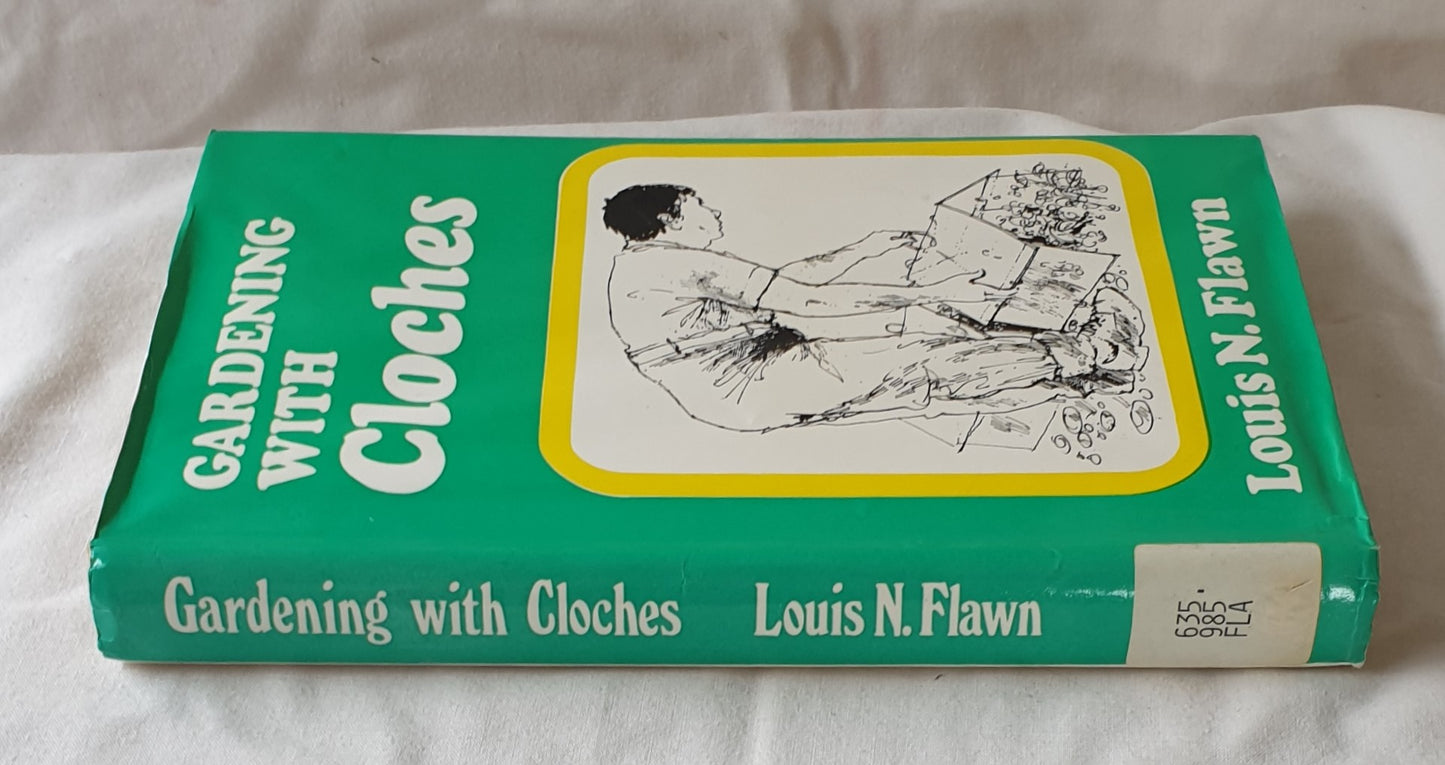 GARDENING
WITH
Cloches
Louis N. Flawn
Gardening with Cloches
Louis N. Flawn
635.
985
FLA